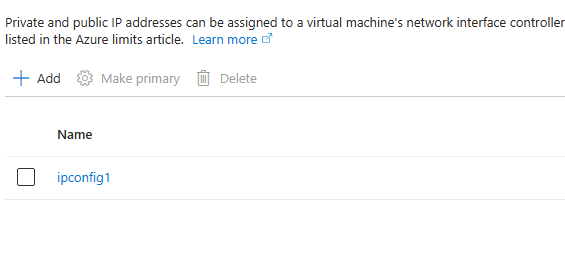 Private and public IP addresses can be assigned to a virtual machine's network interface controller
listed in the Azure limits article. Learn more
Add Make primary Delete
Name
ipconfig1